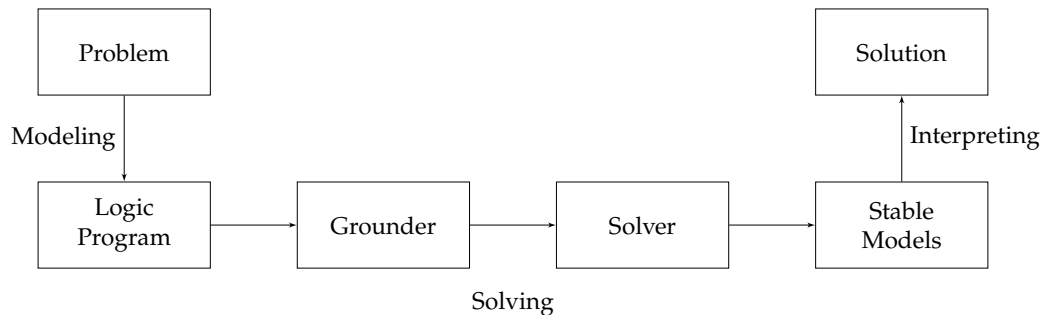 Problem
Solution
Modeling
Interpreting
Logic
Program
Grounder
Solver
Stable
Models
Solving